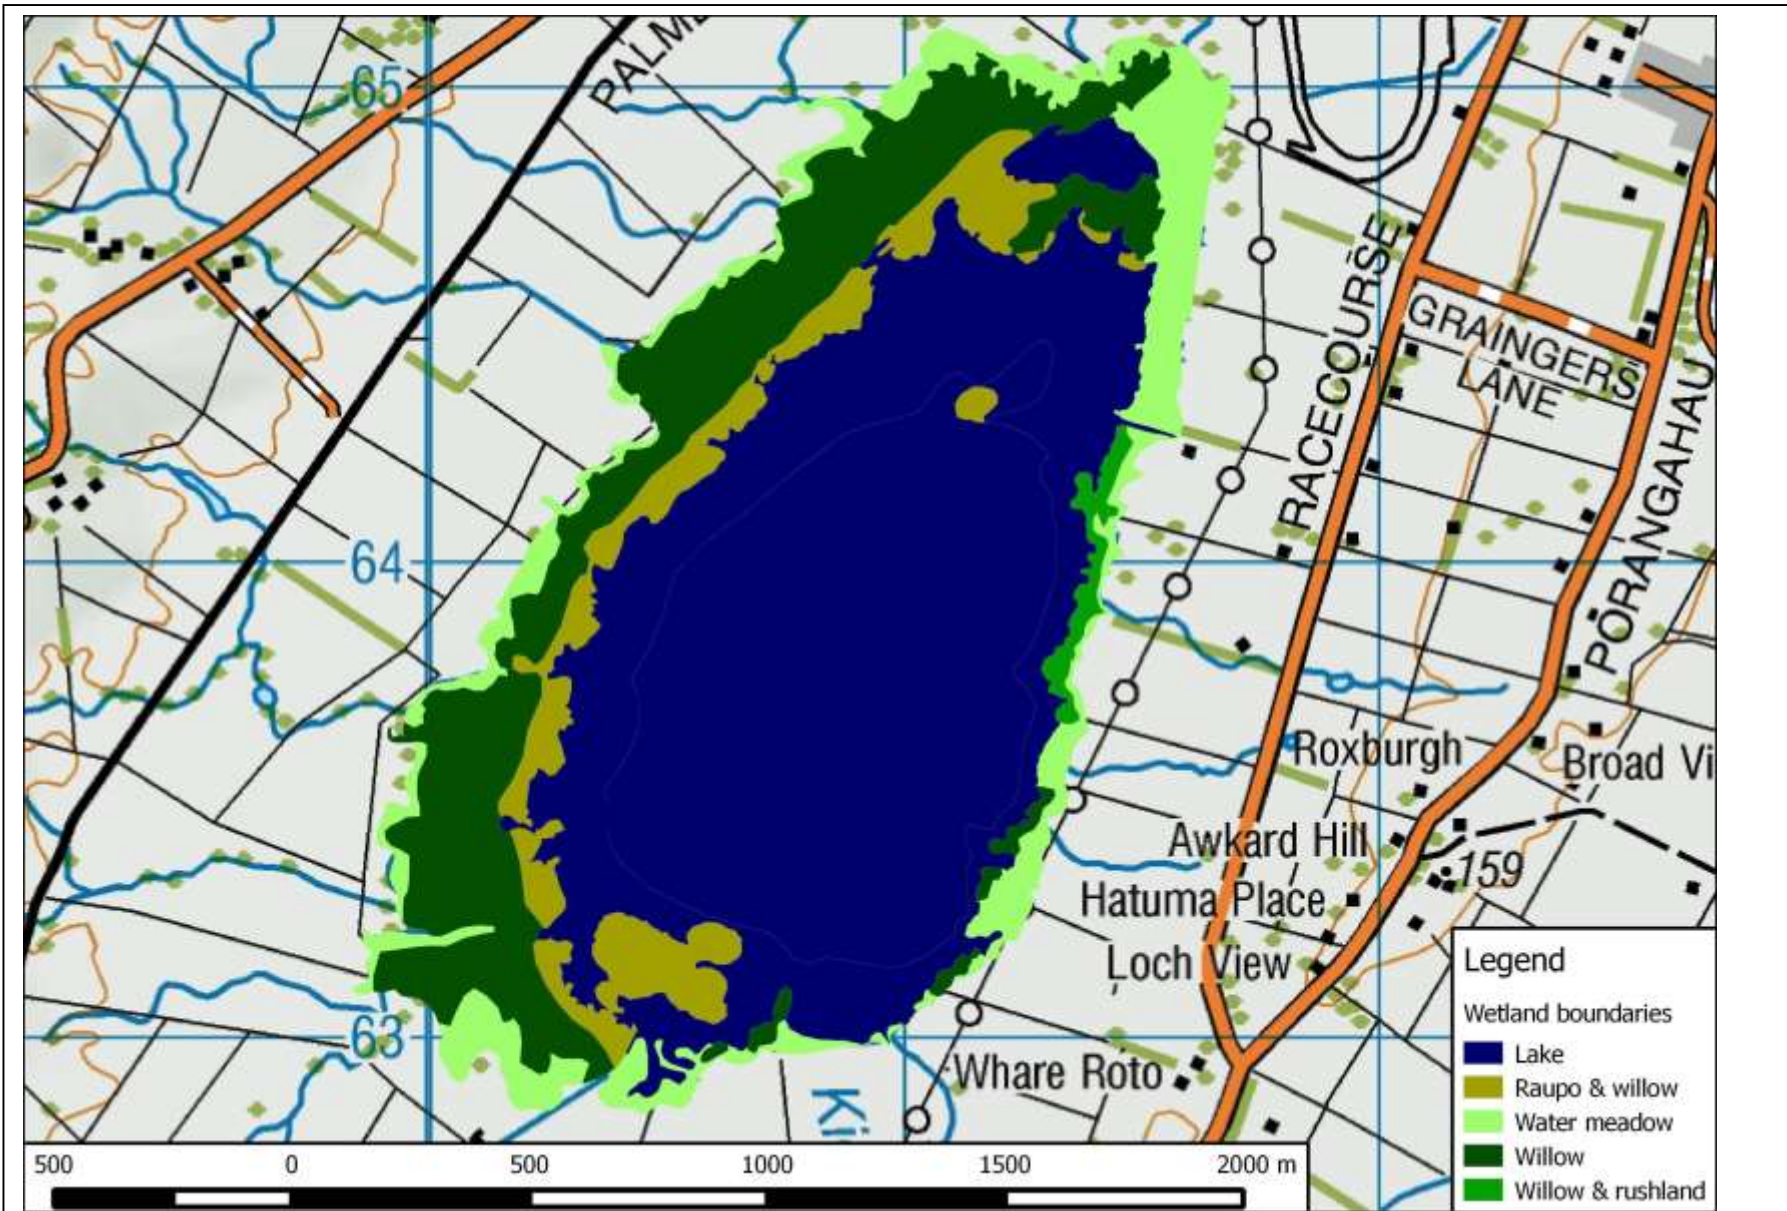 65
PALME
RACECOURSE
GRAINGERS
LANE
PŌRANGAHAU
64
Roxburgh
Broad Vi
Awkard Hill
159
Hatuma Place
Loch View
63
Whare Roto
Ki
Legend
Wetland boundaries
Lake
Raupo & willow
Water meadow
Willow
Willow & rushland
500 0 500 1000 1500 2000 m